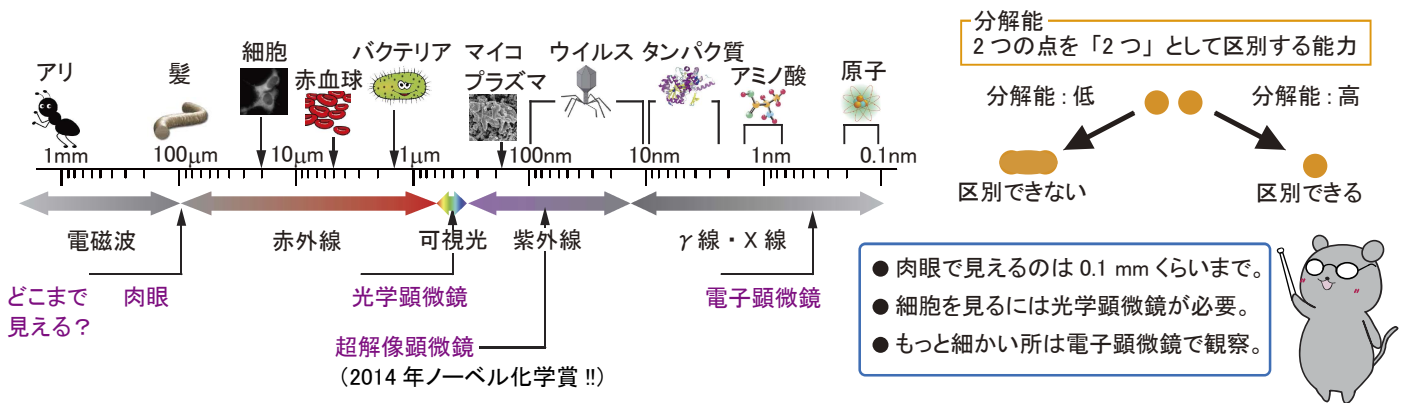 アリ
髪
細胞
赤血球
バクテリア
マイコ
プラズマ
ウイルス
タンパク質
アミノ酸
原子
1mm
100μm
10μm
1μm
100nm
10nm
1nm
0.1nm
電磁波
赤外線
可視光
紫外線
γ線・X線
どこまで
見える?
肉眼
光学顕微鏡
電子顕微鏡
超解像顕微鏡
(2014年ノーベル化学賞!!)
分解能
2つの点を「2つ」として区別する能力
分解能:低
分解能:高
区別できない
区別できる
● 肉眼で見えるのは 0.1 mm くらいまで。
● 細胞を見るには光学顕微鏡が必要。
● もっと細かい所は電子顕微鏡で観察。